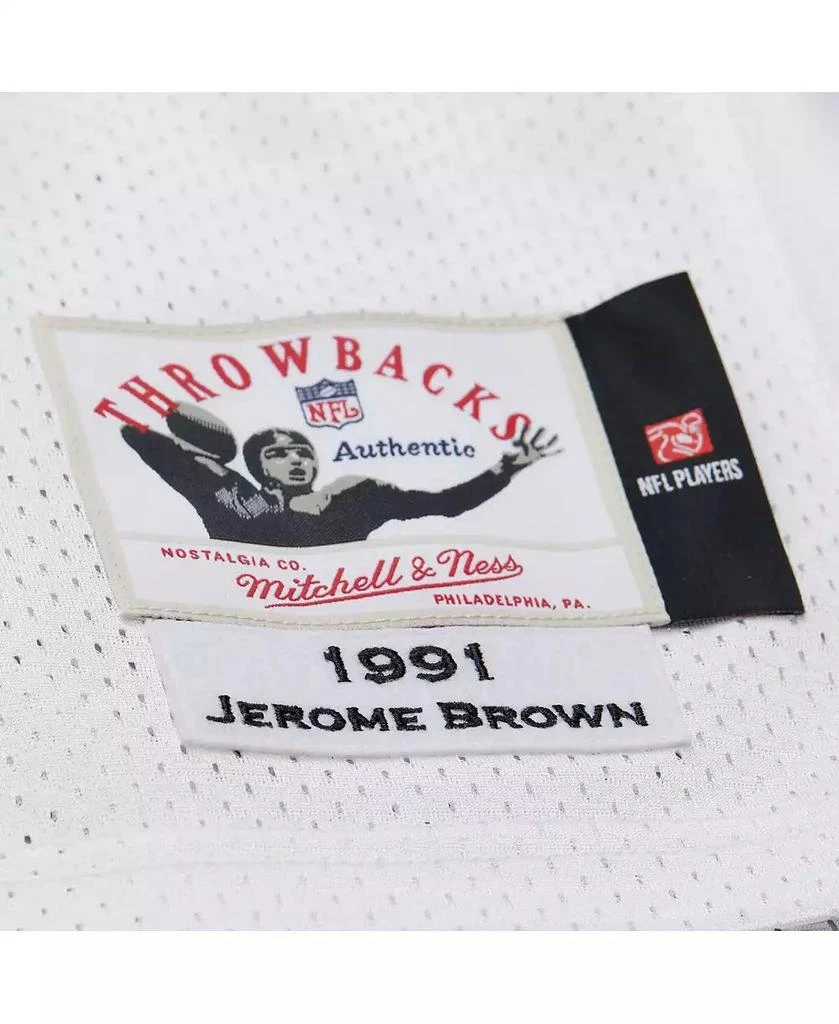 THROWBACKS
NFL
Authentic
NFL PLAYERS
NOSTALGIA CO.
Mitchell & Ness
PHILADELPHIA, PA.
1991
JEROME BROWN